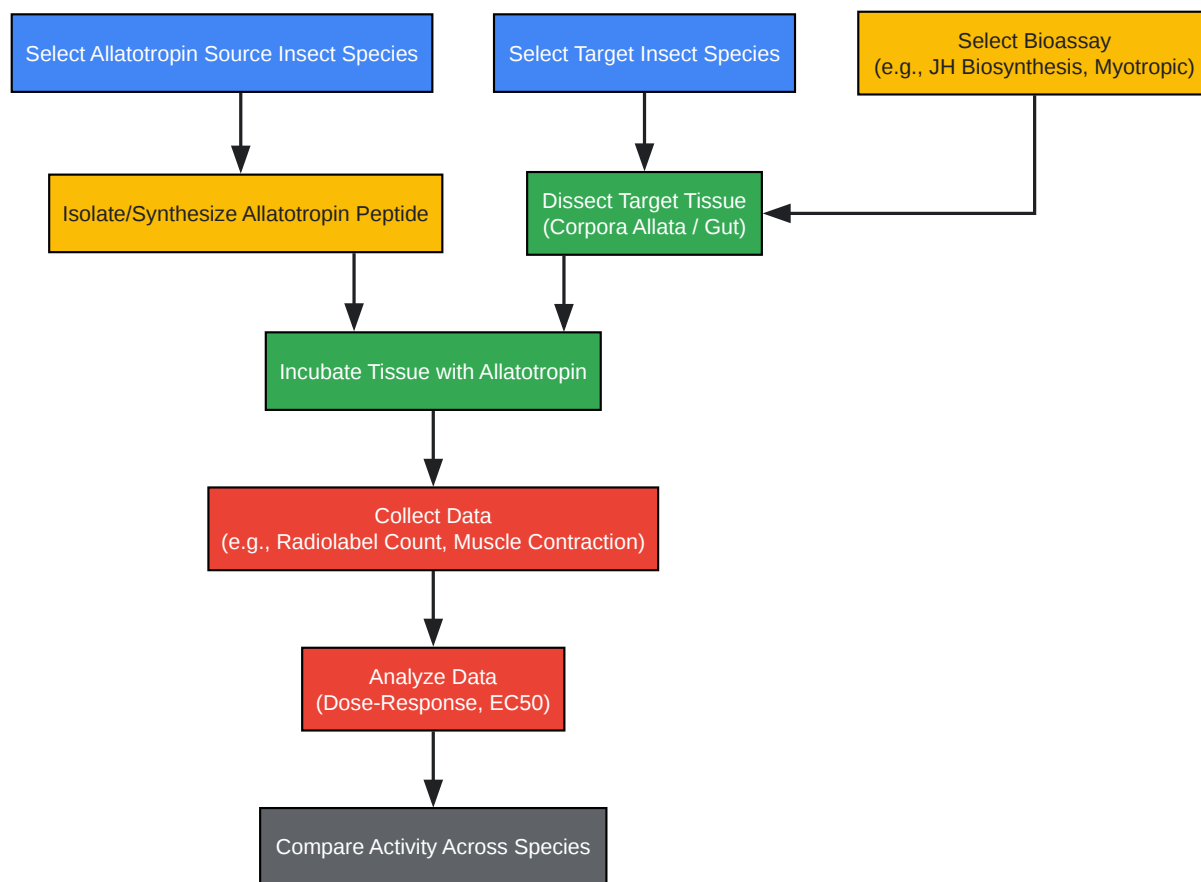 Select Allatotropin Source Insect Species
Select Target Insect Species
Select Bioassay
(e.g., JH Biosynthesis, Myotropic)
Isolate/Synthesize Allatotropin Peptide
Dissect Target Tissue
(Corpora Allata / Gut)
Incubate Tissue with Allatotropin
Collect Data
(e.g., Radiolabel Count, Muscle Contraction)
Analyze Data
(Dose-Response, EC50)
Compare Activity Across Species